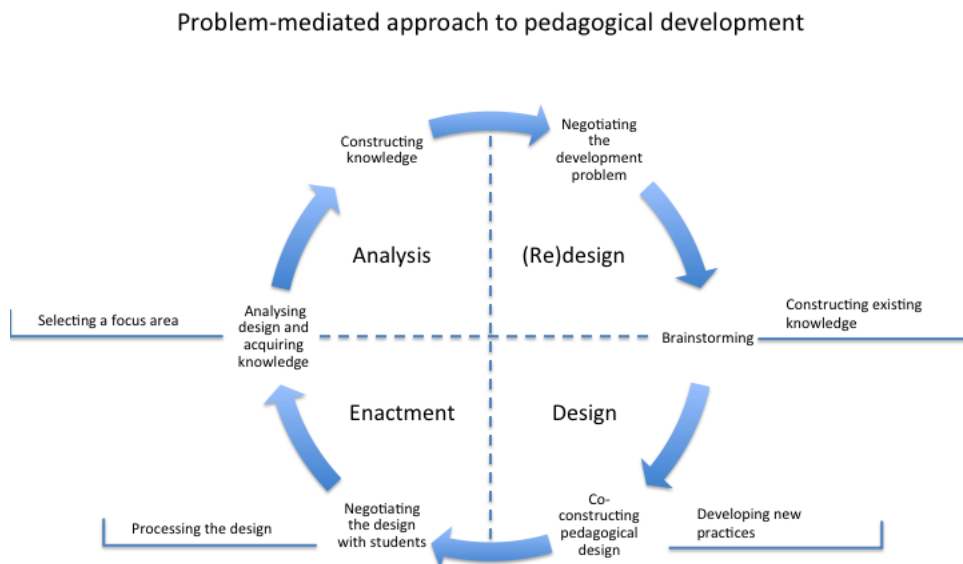 Problem-mediated approach to pedagogical development
Constructing
knowledge
Negotiating
the
development
problem
Analysis
(Re)design
Selecting a focus area
Analysing
design and
acquiring
knowledge
Brainstorming
Constructing existing
knowledge
Enactment
Design
Processing the design
Negotiating
the design
with students
Co-
constructing
pedagogical
design
Developing new
practices